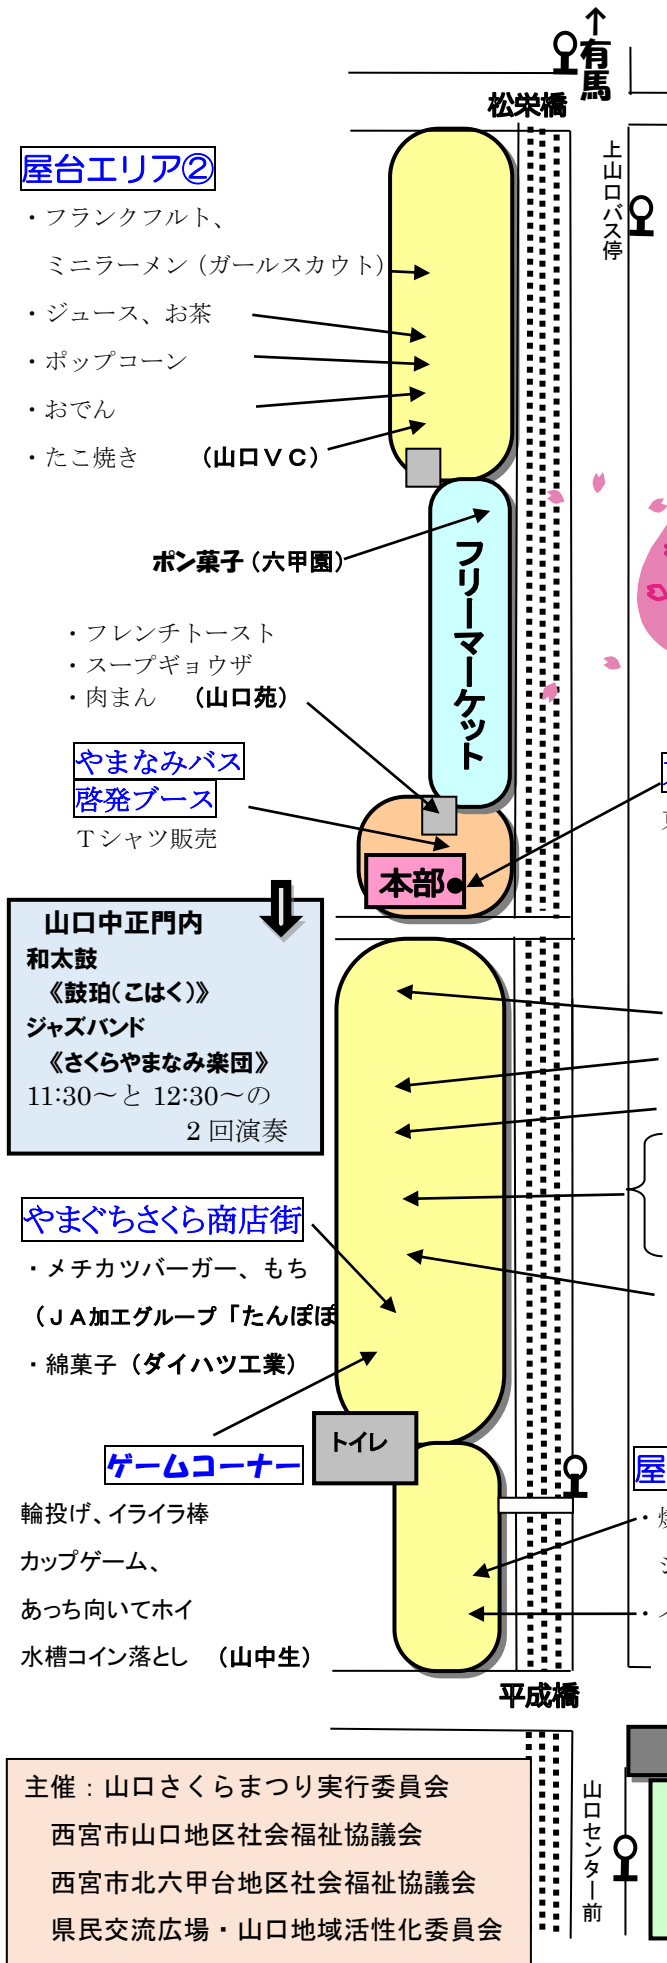 ↑有馬
松栄橋
上山口バス停
屋台エリア②
・フランクフルト、
ミニラーメン(ガールスカウト)
・ジュース、お茶
・ポップコーン
・おでん
・たこ焼き (山口VC)
ポン菓子(六甲園)
フリーマーケット
・フレンチトースト
・スープギョウザ
・肉まん (山口苑)
やまなみバス
啓発ブース
Tシャツ販売
本部
山口中正門内
和太鼓
《鼓珀(こはく)》
ジャズバンド
《さくらやまなみ楽団》
11:30~と 12:30~の
2回演奏
やまぐちさくら商店街
・メチカツバーガー、もち
(JA加工グループ「たんぽぽ
・綿菓子(ダイハツ工業)
トイレ
ゲームコーナー
輪投げ、イライラ棒
カップゲーム、
あっち向いてホイ
水槽コイン落とし (山中生)
屋
平成橋
山口センター前
主催:山口さくらまつり実行委員会
西宮市山口地区社会福祉協議会
西宮市北六甲台地区社会福祉協議会
県民交流広場・山口地域活性化委員会